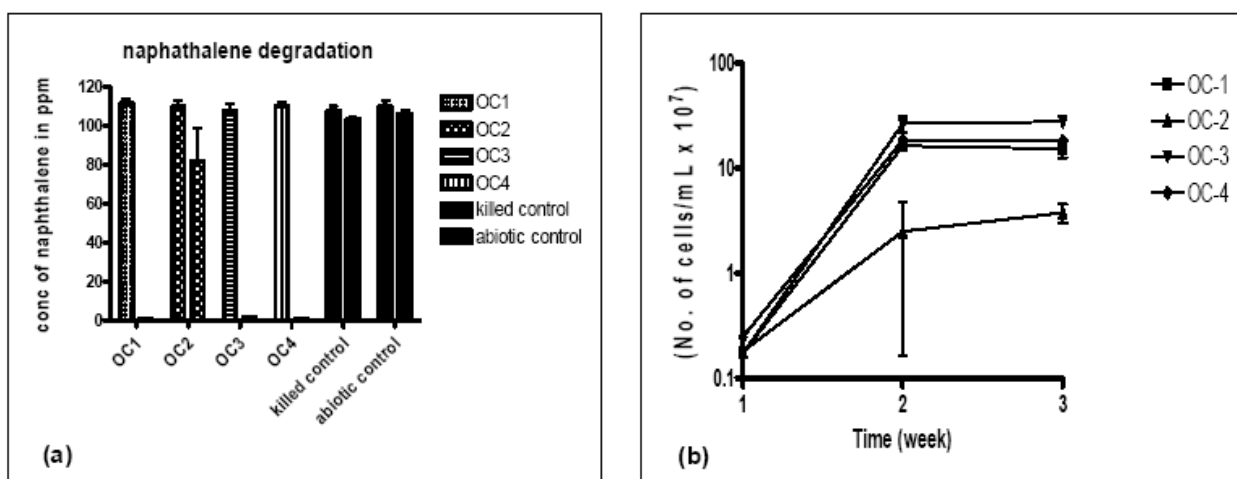 naphathalene degradation
conc of naphthalene in ppm
120
100
80
60
40
20
0
OC1
OC2
OC3
OC4
killed control
abiotic control
OC1
OC2
OC3
OC4
killed control
abiotic control
(a)
(No. of cells/mL x 10⁷)
100
10
1
0.1
1
2
3
Time (week)
OC-1
OC-2
OC-3
OC-4
(b)